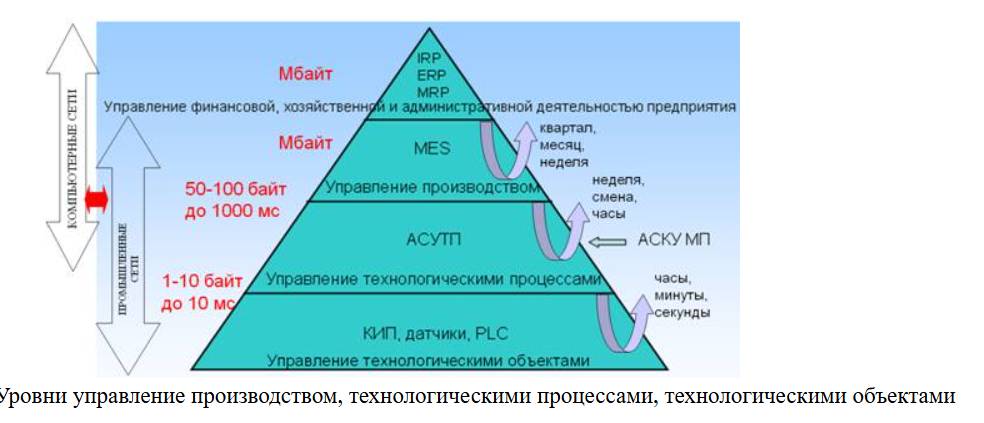 IRP
ERP
MRP
Мбайт
Управление финансовой, хозяйственной и административной деятельностью предприятия
КОМПЬЮТЕРНЫЕ СЕТИ
Мбайт
MES
Управление производством
квартал,
месяц,
неделя
50-100 байт
до 1000 мс
неделя,
смена,
часы
АСУТП
АСКУ МП
Управление технологическими процессами
ПРОМЫШЛЕННЫЕ
СЕТИ
1-10 байт
до 10 мс
часы,
минуты,
секунды
КИП, датчики, PLC
Управление технологическими объектами
Уровни управление производством, технологическими процессами, технологическими объектами